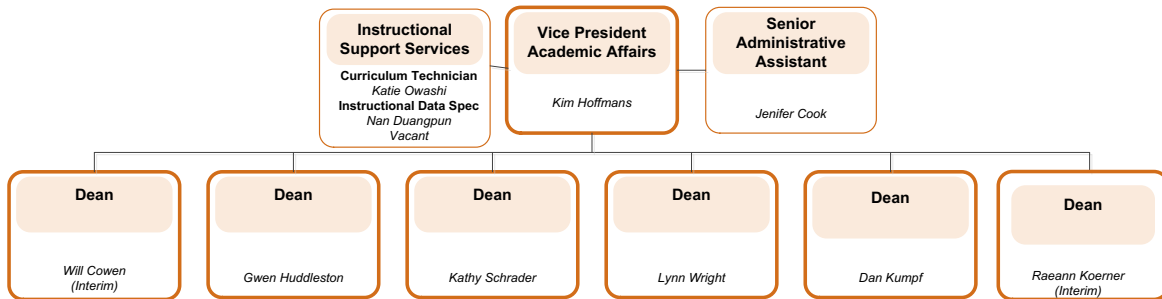 Instructional
Support Services
Curriculum Technician
Katie Owashi
Instructional Data Spec
Nan Duangpun
Vacant
Vice President
Academic Affairs
Kim Hoffmans
Senior
Administrative
Assistant
Jenifer Cook
Dean
Will Cowen
(Interim)
Dean
Gwen Huddleston
Dean
Kathy Schrader
Dean
Lynn Wright
Dean
Dan Kumpf
Dean
Raeann Koerner
(Interim)